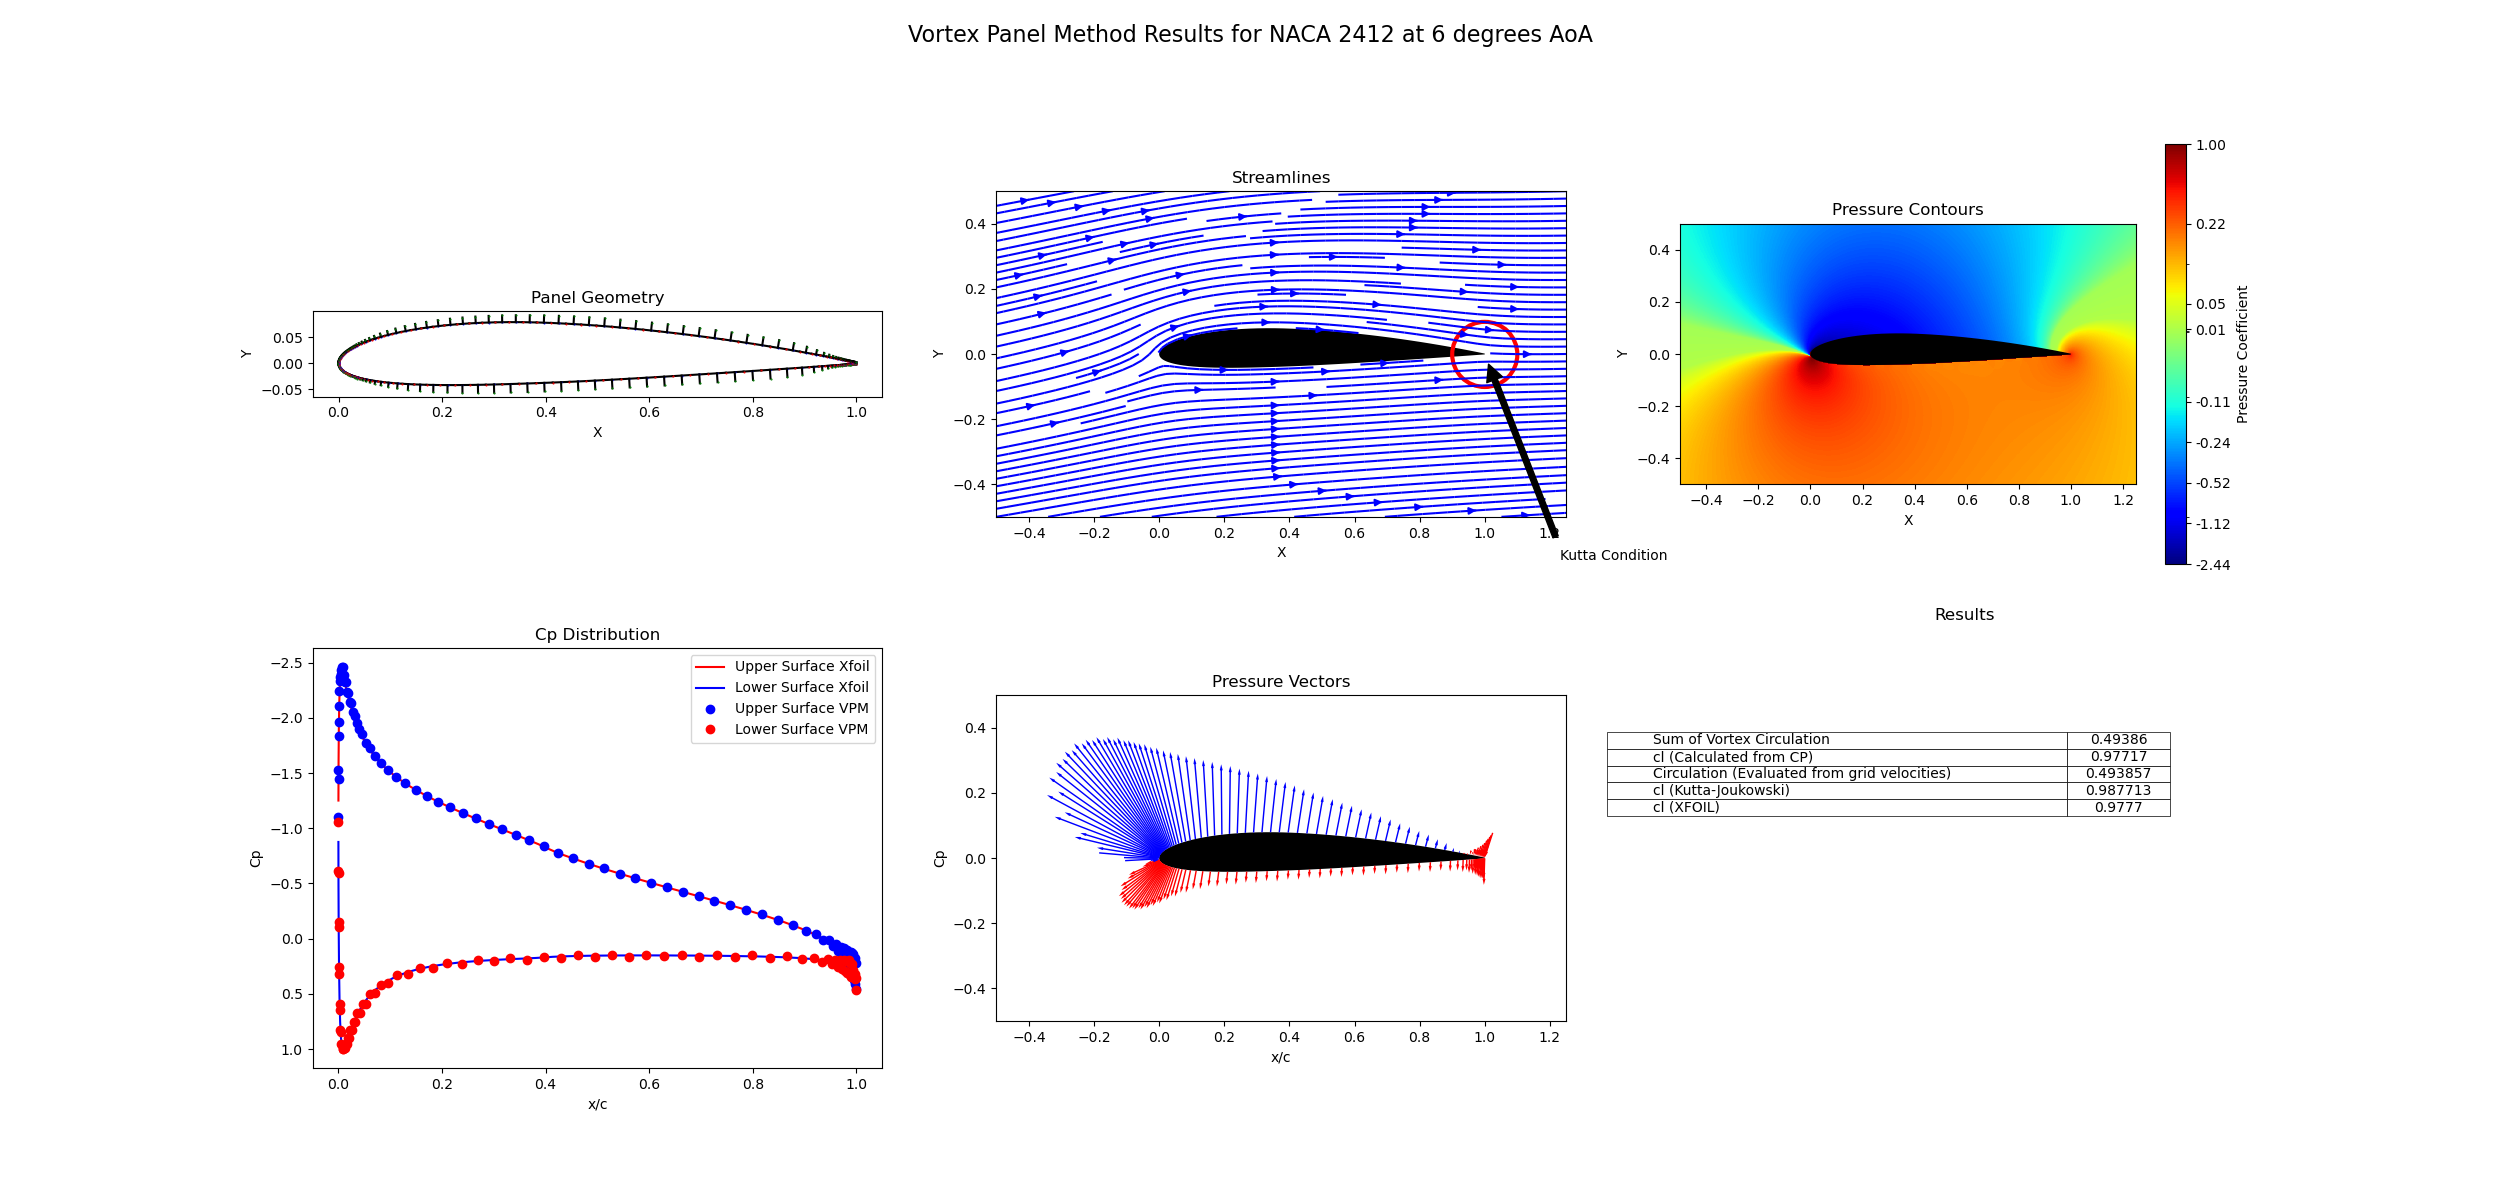 Vortex Panel Method Results for NACA 2412 at 6 degrees AoA
Panel Geometry
Y
0.05
0.00
−0.05
0.0 0.2 0.4 0.6 0.8 1.0
X
Streamlines
Y
0.4
0.2
0.0
−0.2
−0.4
−0.4 −0.2 0.0 0.2 0.4 0.6 0.8 1.0 1.2
X
Kutta Condition
Pressure Contours
Y
0.4
0.2
0.0
−0.2
−0.4
−0.4 −0.2 0.0 0.2 0.4 0.6 0.8 1.0 1.2
X
1.00
0.22
0.05
0.01
-0.11
-0.24
-0.52
-1.12
-2.44
Pressure Coefficient
Cp Distribution
Cp
−2.5
−2.0
−1.5
−1.0
−0.5
0.0
0.5
1.0
0.0 0.2 0.4 0.6 0.8 1.0
x/c
Upper Surface Xfoil
Lower Surface Xfoil
Upper Surface VPM
Lower Surface VPM
Pressure Vectors
Cp
0.4
0.2
0.0
−0.2
−0.4
−0.4 −0.2 0.0 0.2 0.4 0.6 0.8 1.0 1.2
x/c
Results
Sum of Vortex Circulation 0.49386
cl (Calculated from CP) 0.97717
Circulation (Evaluated from grid velocities) 0.493857
cl (Kutta-Joukowski) 0.987713
cl (XFOIL) 0.9777